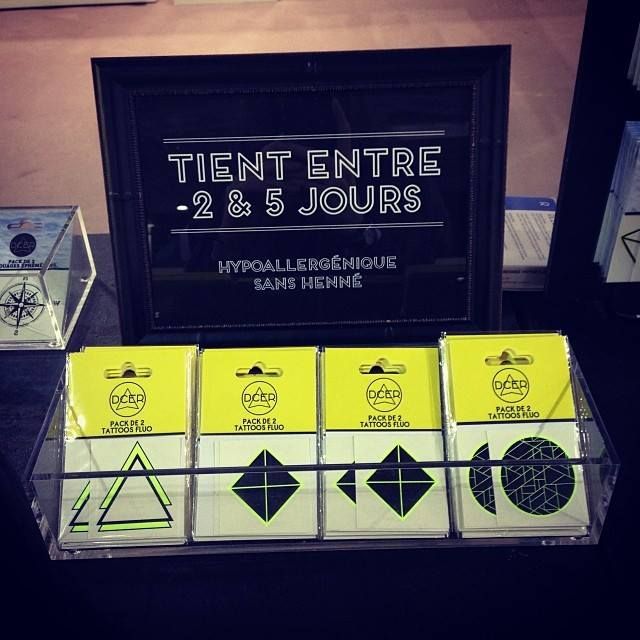 TIENT ENTRE
2 & 5 JOURS
HYPOALLERGÉNIQUE
SANS HENNÉ
DCER
PACK DE 2
DCER
PACK DE 2
TATTOOS FLUO
DCER
PACK DE 2
TATTOOS FLUO
DCER
PACK DE 2
TATTOOS FLUO
DCER
PACK DE 2
TATTOOS FLUO